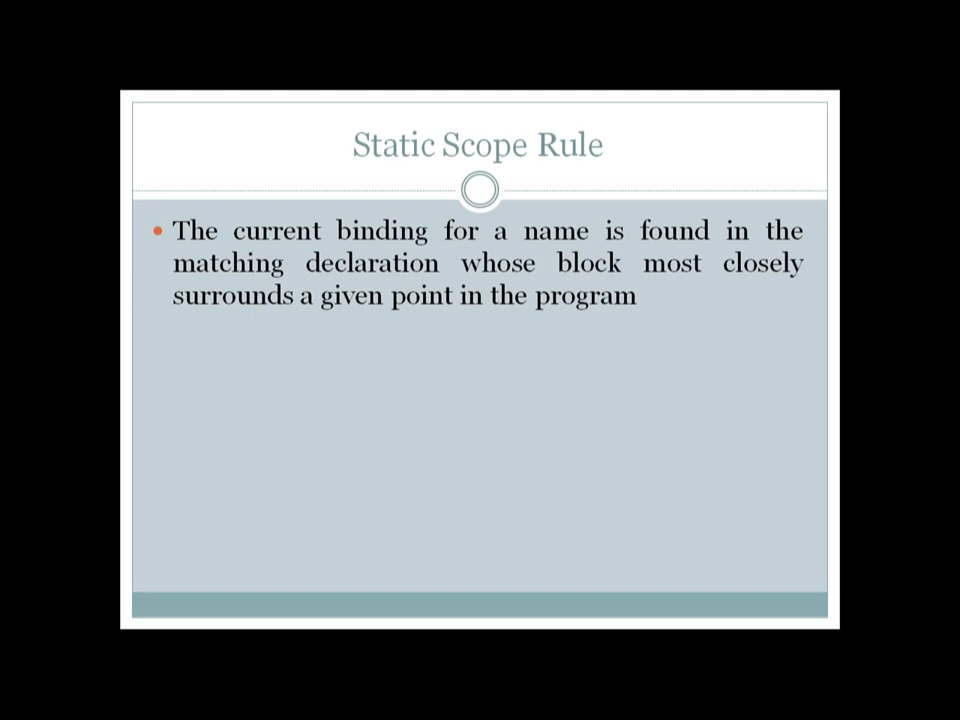 Static Scope Rule
• The current binding for a name is found in the
matching declaration whose block most closely
surrounds a given point in the program